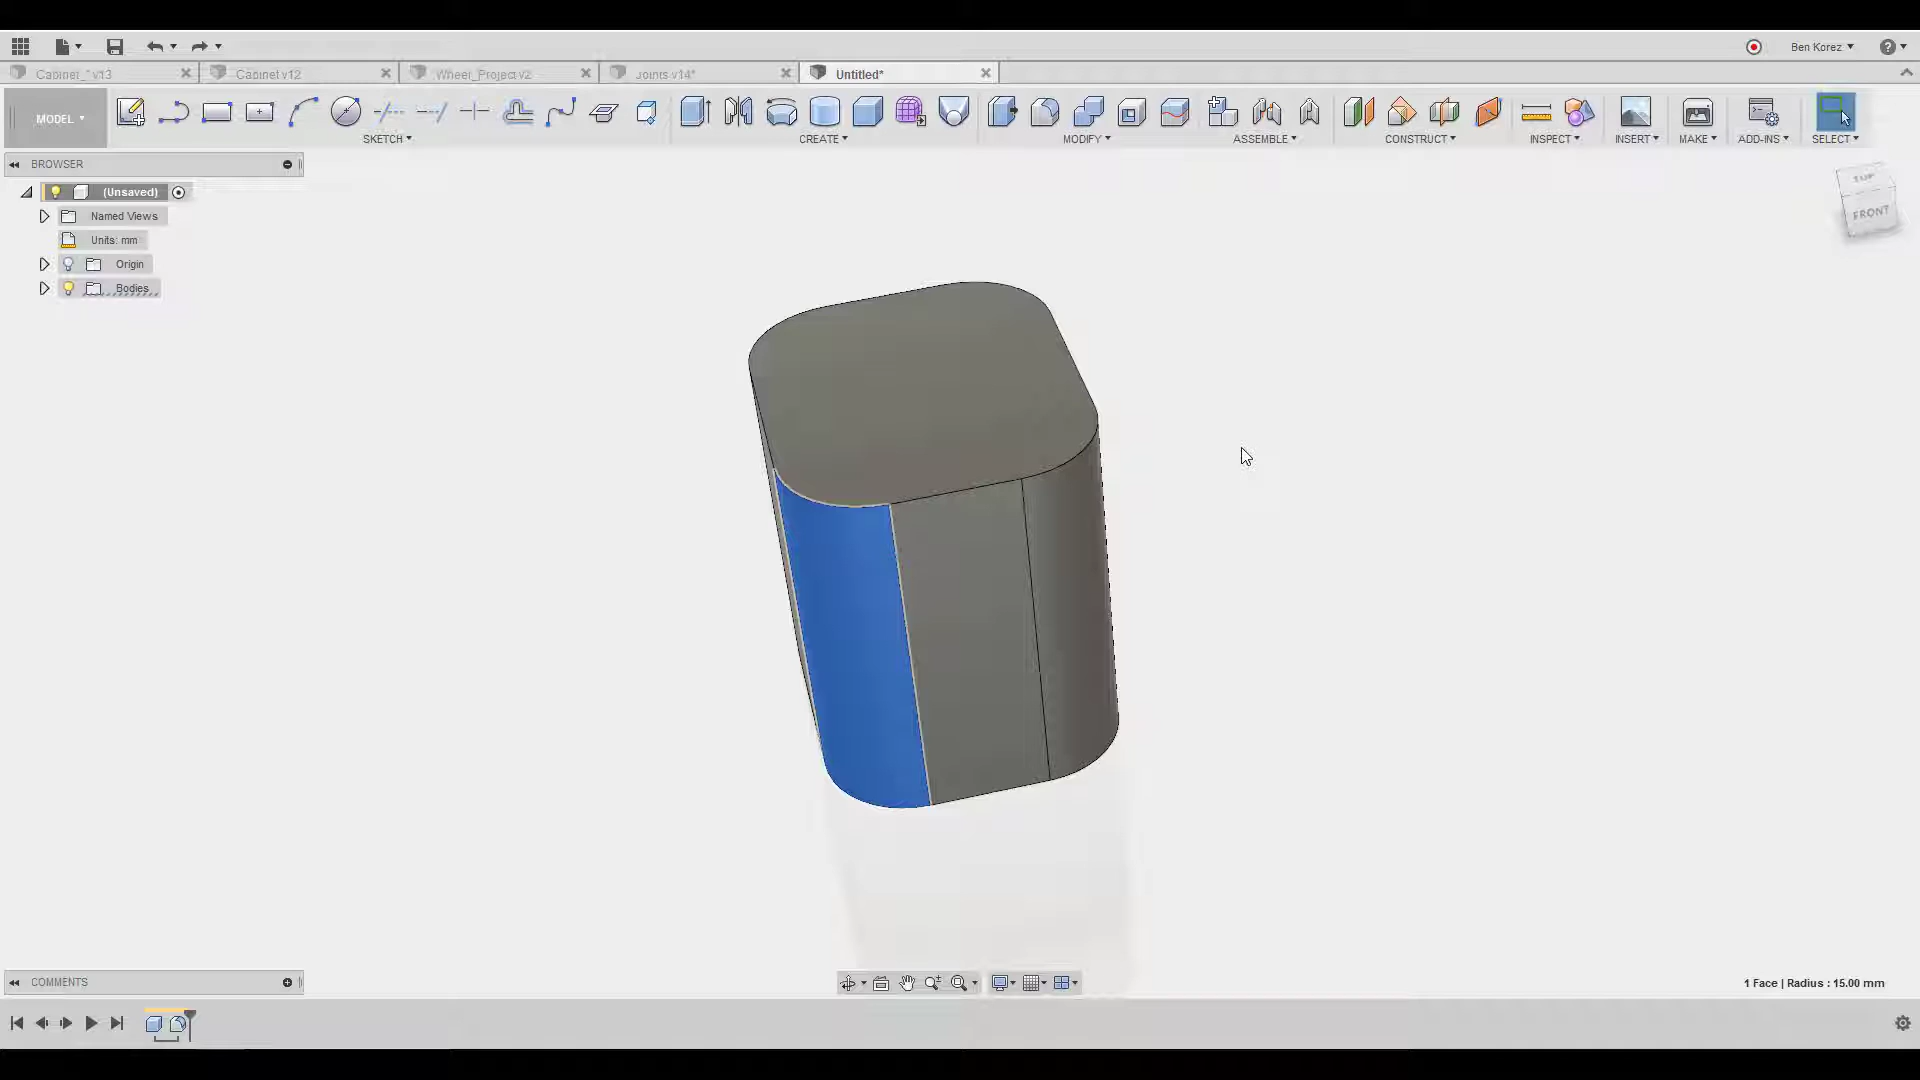 Ben Korez
Cabinet_* v13
Cabinet v12
Wheel_Project v2
Joints v14*
Untitled*
MODEL
SKETCH
CREATE
MODIFY
ASSEMBLE
CONSTRUCT
INSPECT
INSERT
MAKE
ADD-INS
SELECT
BROWSER
(Unsaved)
Named Views
Units: mm
Origin
Bodies
TOP
FRONT
COMMENTS
1 Face | Radius : 15.00 mm